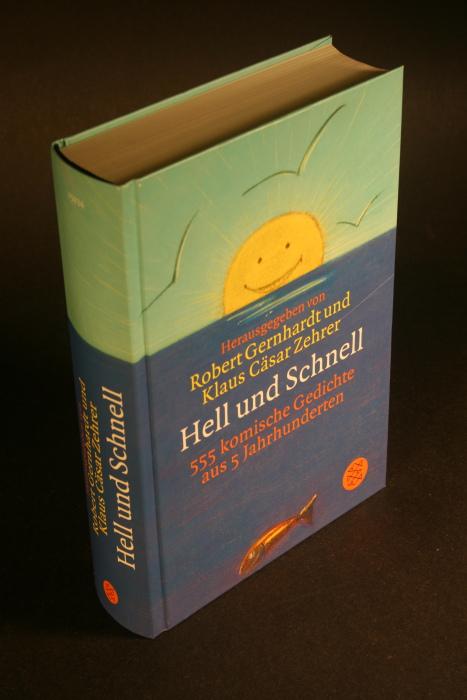 Herausgegeben von
Robert Gernhardt und
Klaus Cäsar Zehrer
Hell und Schnell
555 komische Gedichte
aus 5 Jahrhunderten
Robert Gernhardt und
Klaus Cäsar Zehrer
Hell und Schnell